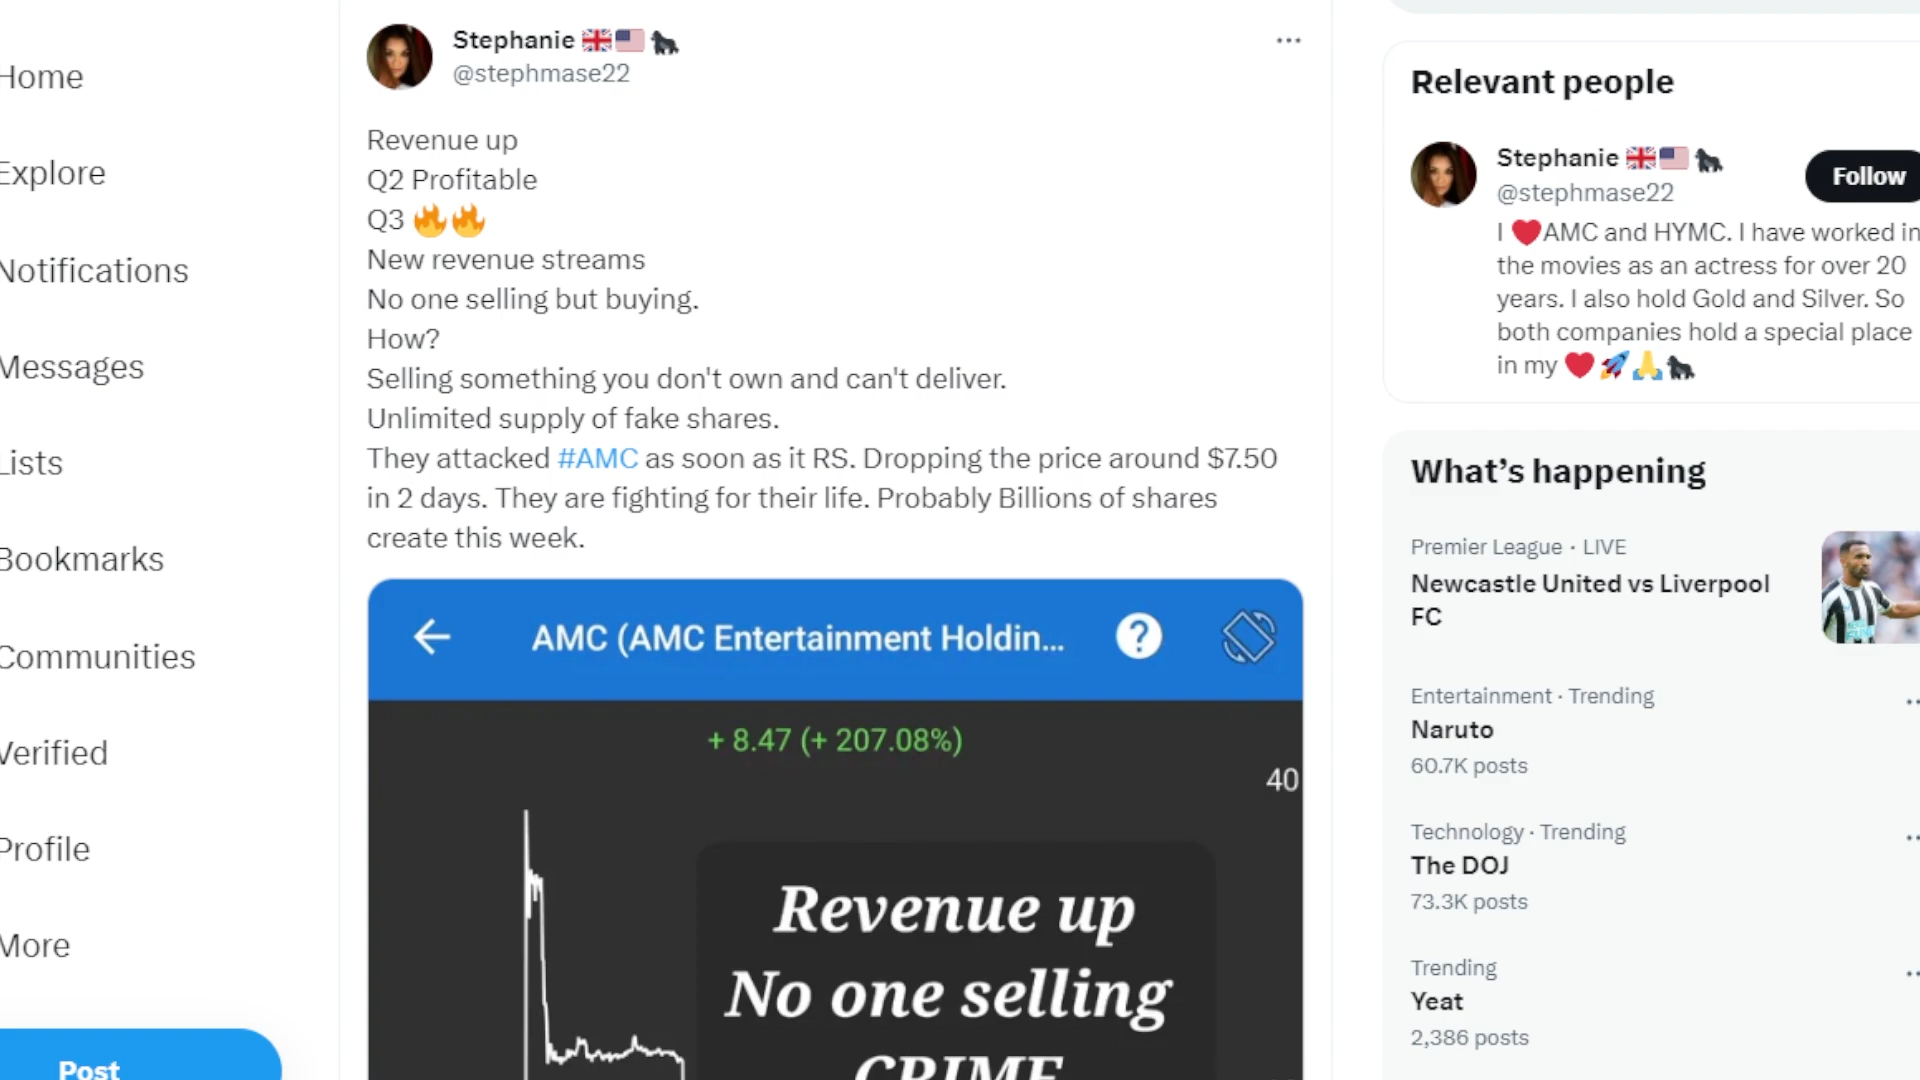 Home
Explore
Notifications
Messages
Lists
Bookmarks
Communities
Verified
Profile
More
Post
Stephanie 🇬🇧🇺🇸🦍
@stephmase22
Revenue up
Q2 Profitable
Q3 🔥🔥
New revenue streams
No one selling but buying.
How?
Selling something you don't own and can't deliver.
Unlimited supply of fake shares.
They attacked #AMC as soon as it RS. Dropping the price around $7.50
in 2 days. They are fighting for their life. Probably Billions of shares
create this week.
AMC (AMC Entertainment Holdin...
+ 8.47 (+ 207.08%)
40
Revenue up
No one selling
CRIME
Relevant people
Stephanie 🇬🇧🇺🇸🦍
@stephmase22
Follow
I ❤️AMC and HYMC. I have worked in
the movies as an actress for over 20
years. I also hold Gold and Silver. So
both companies hold a special place
in my ❤️🚀🙏🦍
What's happening
Premier League · LIVE
Newcastle United vs Liverpool
FC
Entertainment · Trending
Naruto
60.7K posts
Technology · Trending
The DOJ
73.3K posts
Trending
Yeat
2,386 posts